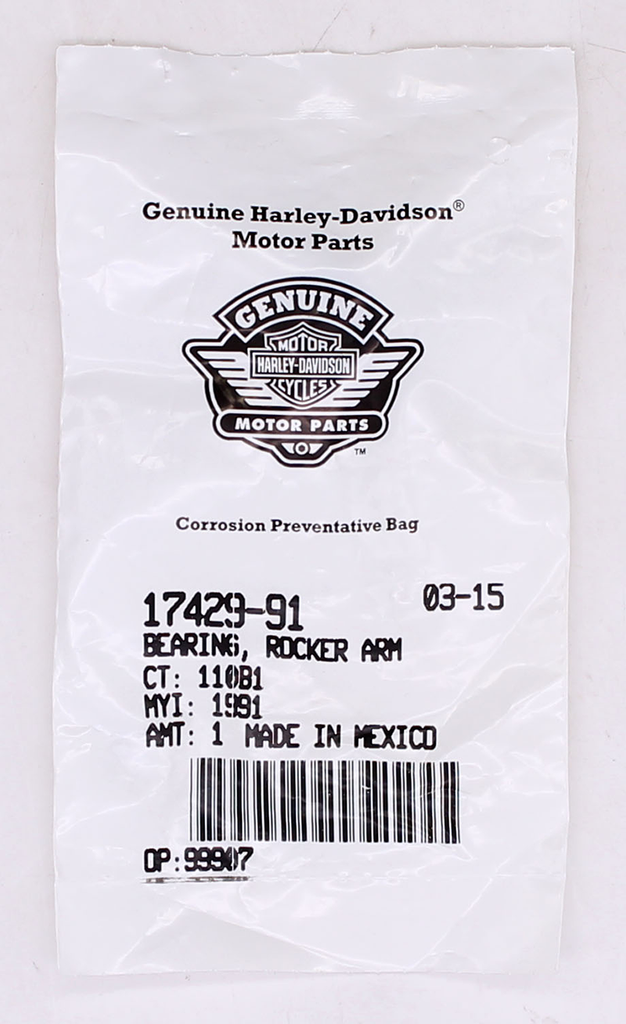 Genuine Harley-Davidson®
Motor Parts
GENUINE
MOTOR
HARLEY-DAVIDSON
CYCLES
MOTOR PARTS
TM
Corrosion Preventative Bag
17429-91 03-15
BEARING, ROCKER ARM
CT: 110B1
MYI: 1991
AMT: 1 MADE IN MEXICO
OP:99907